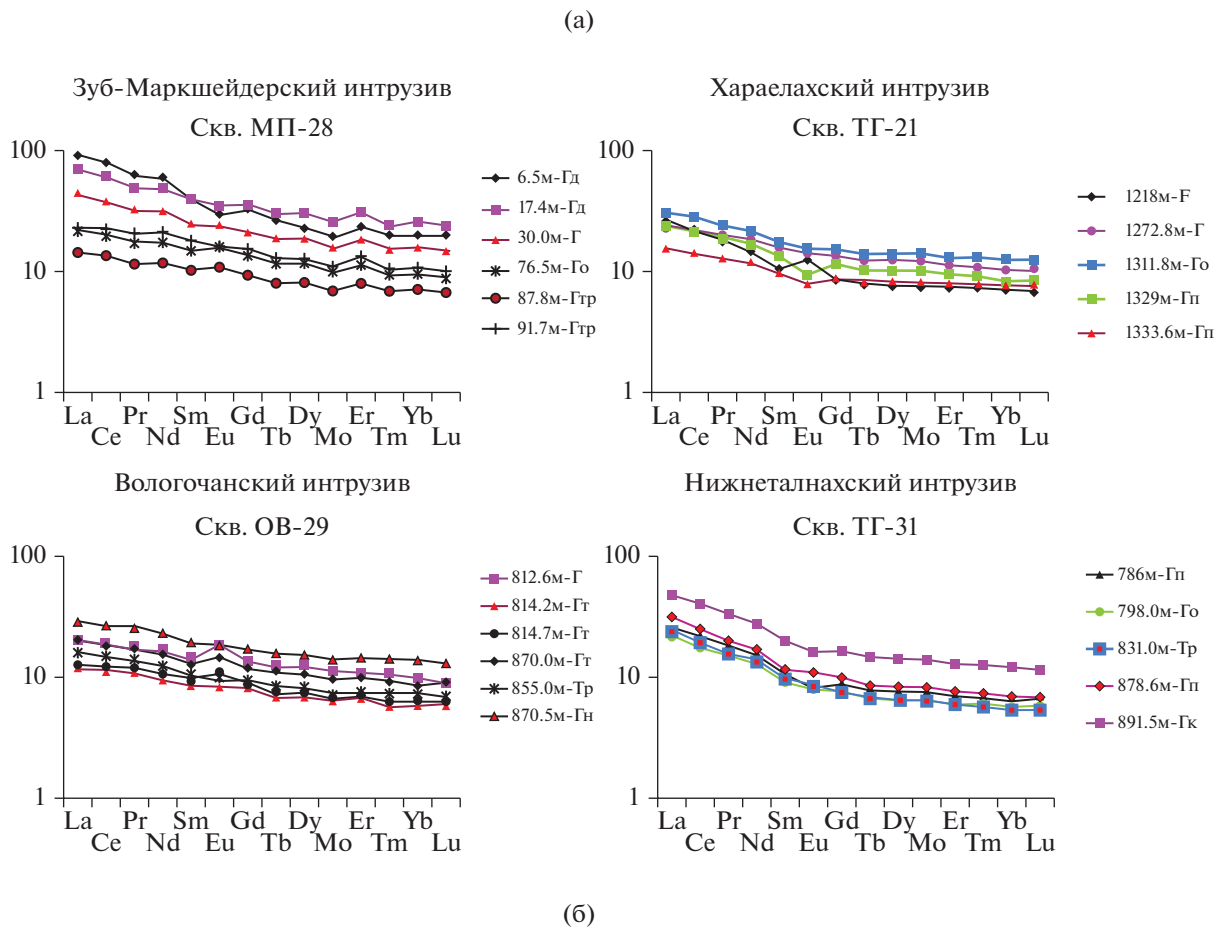 (а)
Зуб-Маркшейдерский интрузив
Скв. МП-28
100
10
1
La Pr Sm Gd Dy Er Yb
Ce Nd Eu Tb Mo Tm Lu
6.5м-Гд
17.4м-Гд
30.0м-Г
76.5м-Го
87.8м-Гтр
91.7м-Гтр
Хараелахский интрузив
Скв. ТГ-21
100
10
1
La Pr Sm Gd Dy Er Yb
Ce Nd Eu Tb Mo Tm Lu
1218м-F
1272.8м-Г
1311.8м-Го
1329м-Гп
1333.6м-Гп
Вологочанский интрузив
Скв. ОВ-29
100
10
1
La Pr Sm Gd Dy Er Yb
Ce Nd Eu Tb Mo Tm Lu
812.6м-Г
814.2м-Гт
814.7м-Гт
870.0м-Гт
855.0м-Тр
870.5м-Гн
Нижнеталнахский интрузив
Скв. ТГ-31
100
10
1
La Pr Sm Gd Dy Er Yb
Ce Nd Eu Tb Mo Tm Lu
786м-Гп
798.0м-Го
831.0м-Тр
878.6м-Гп
891.5м-Гк
(б)